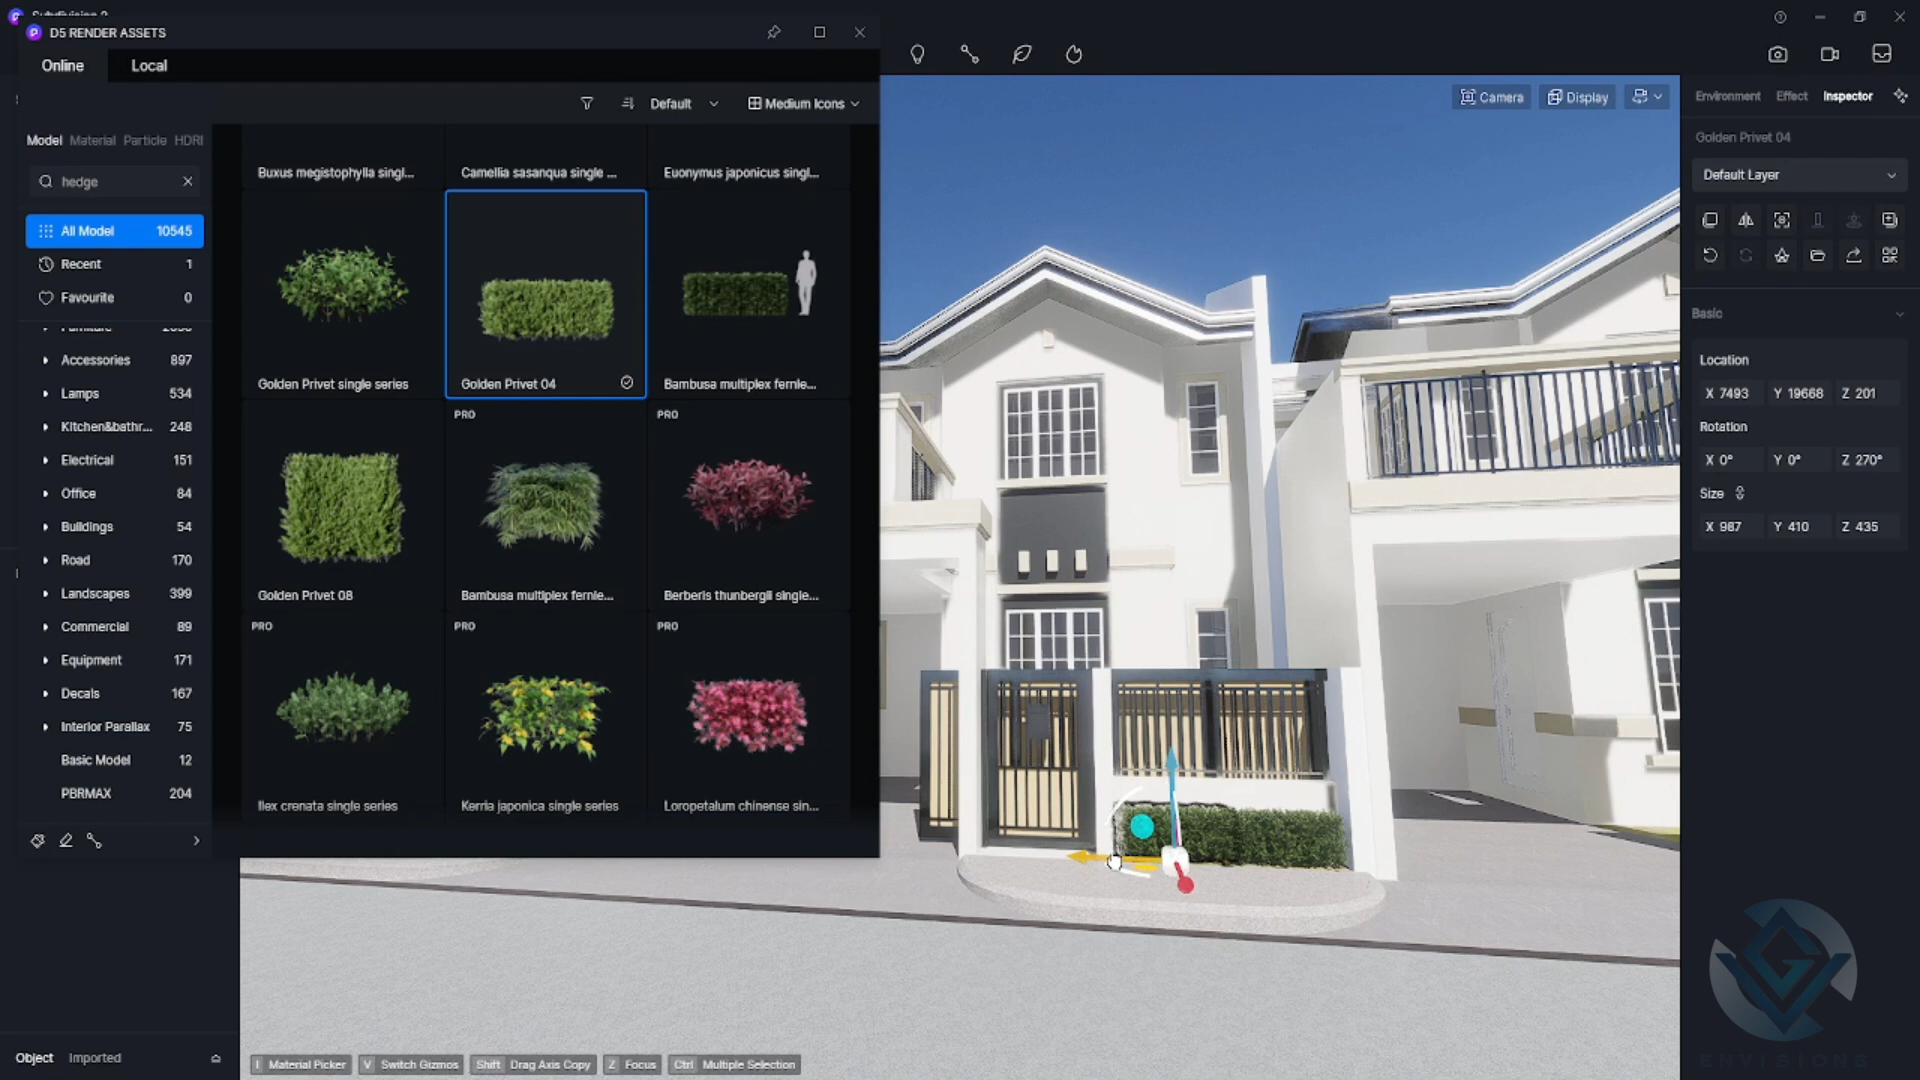 D5 RENDER ASSETS
Online
Local
Default
Medium Icons
Model Material Particle HDRI
hedge
All Model 10545
Recent 1
Favourite 0
Accessories 897
Lamps 534
Kitchen&bathr... 248
Electrical 151
Office 84
Buildings 54
Road 170
Landscapes 399
Commercial 89
Equipment 171
Decals 167
Interior Parallax 75
Basic Model 12
PBRMAX 204
Buxus megistophylla singl...
Camellia sasanqua single ...
Euonymus japonicus singl...
Golden Privet single series
Golden Privet 04
Bambusa multiplex fernle...
PRO
PRO
Golden Privet 08
Bambusa multiplex fernle...
Berberis thunbergii single...
PRO
PRO
PRO
Ilex crenata single series
Kerria japonica single series
Loropetalum chinense sin...
Object
Imported
I Material Picker
V Switch Gizmos
Shift Drag Axis Copy
Z Focus
Ctrl Multiple Selection
Camera
Display
Environment
Effect
Inspector
Golden Privet 04
Default Layer
Basic
Location
X 7493 Y 19668 Z 201
Rotation
X 0° Y 0° Z 270°
Size
X 987 Y 410 Z 435
ENVISIONS